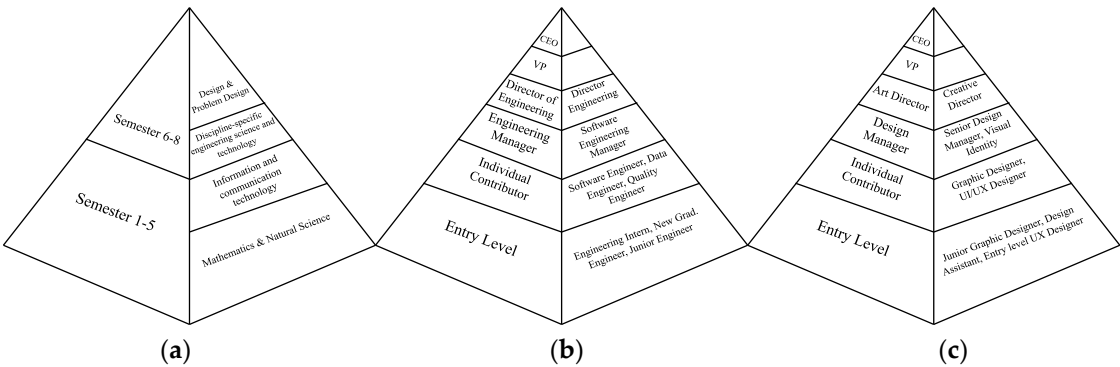 Semester 6-8
Semester 1-5
Design &
Problem Design
Discipline-specific
engineering science and
technology
Information and
communication
technology
Mathematics & Natural Science
(a)
CEO
VP
Director of
Engineering
Engineering
Manager
Individual
Contributor
Entry Level
Director
Engineering
Software
Engineering
Manager
Software Engineer, Data
Engineer, Quality
Engineer
Engineering Intern, New Grad.
Engineer, Junior Engineer
(b)
CEO
VP
Art Director
Design
Manager
Individual
Contributor
Entry Level
Creative
Director
Senior Design
Manager, Visual
Identity
Graphic Designer,
UI/UX Designer
Junior Graphic Designer, Design
Assistant, Entry level UX Designer
(c)